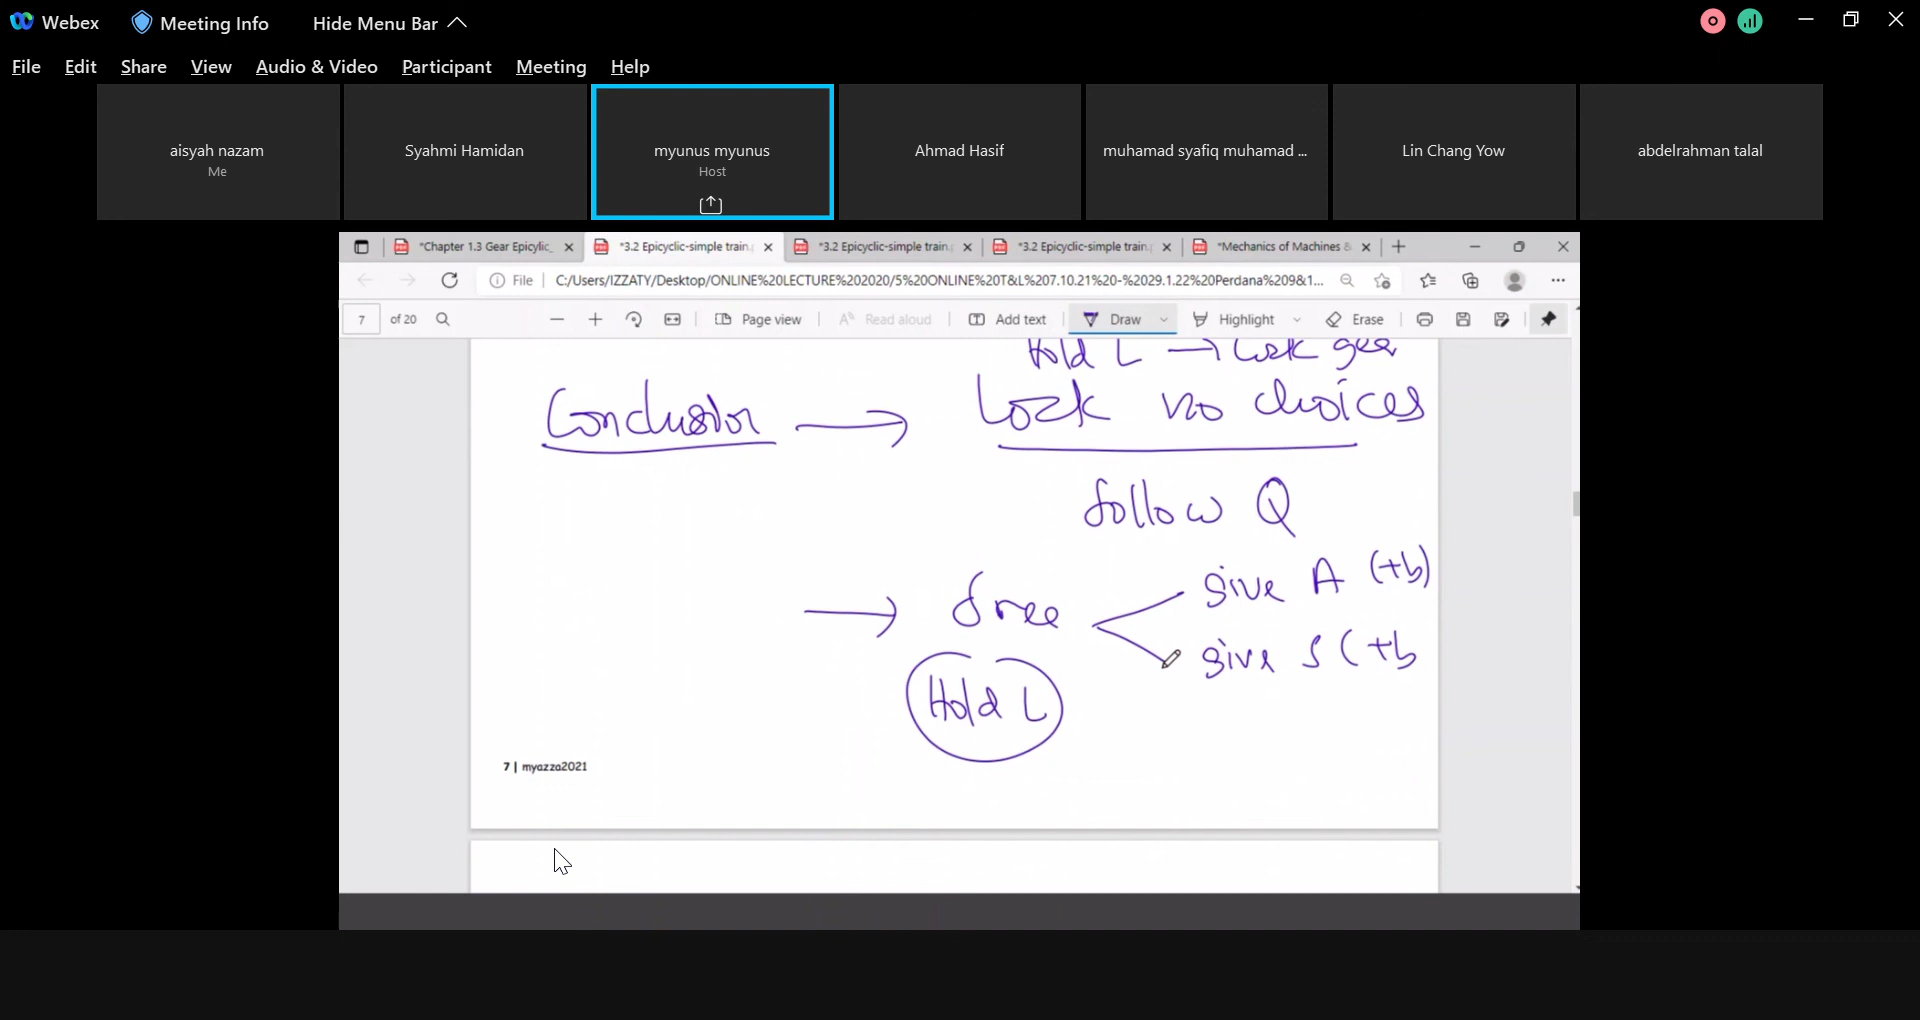 Webex Meeting Info Hide Menu Bar
File Edit Share View Audio & Video Participant Meeting Help
aisyah nazam
Me
Syahmi Hamidan
myunus myunus
Host
Ahmad Hasif
muhamad syafiq muhamad ...
Lin Chang Yow
abdelrahman talal
*Chapter 1.3 Gear Epicylic_ *3.2 Epicyclic-simple train. *3.2 Epicyclic-simple train. *3.2 Epicyclic-simple train. *Mechanics of Machines &
File C:/Users/IZZATY/Desktop/ONLINE%20LECTURE%202020/5%20ONLINE%20T&L%207.10.21%20-%2029.1.22%20Perdana%209&1...
7 of 20 Page view Read aloud Add text Draw Highlight Erase
Hold L → Lock gear
Conclusion → Lock no choices
follow Q
→ free give A (+b)
give S (+b
Hold L
7 | myazza2021